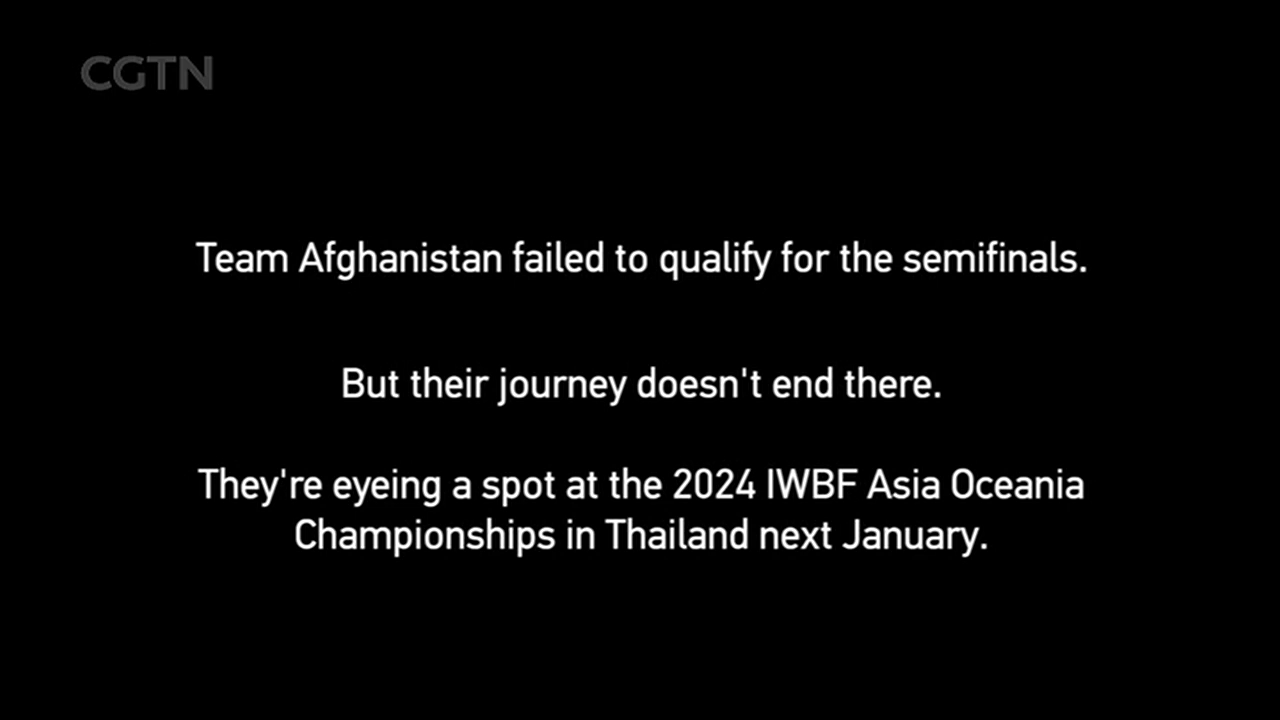 CGTN
Team Afghanistan failed to qualify for the semifinals.
But their journey doesn't end there.
They're eyeing a spot at the 2024 IWBF Asia Oceania
Championships in Thailand next January.